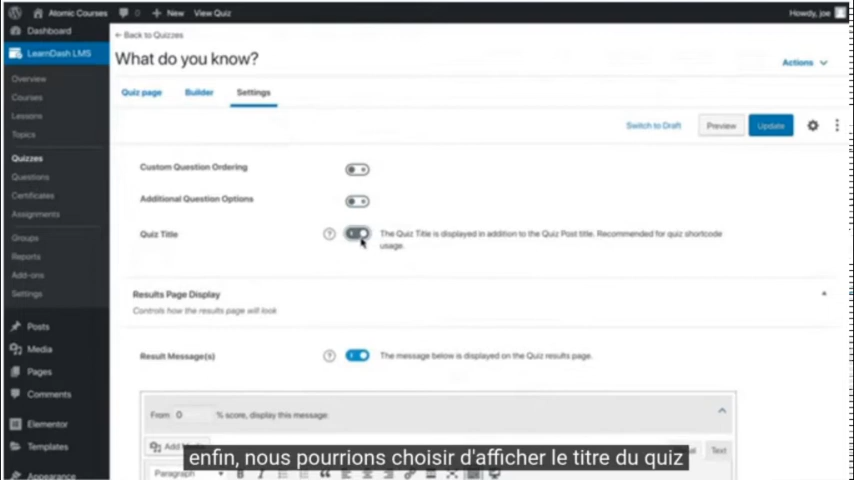 Atomic Courses
0
+ New
View Quiz
Howdy, joe
Dashboard
LearnDash LMS
Overview
Courses
Lessons
Topics
Quizzes
Questions
Certificates
Assignments
Groups
Reports
Add-ons
Settings
Posts
Media
Pages
Comments
Elementor
Templates
Appearance
← Back to Quizzes
What do you know?
Actions
Quiz page
Builder
Settings
Switch to Draft
Preview
Update
Custom Question Ordering
Additional Question Options
Quiz Title
The Quiz Title is displayed in addition to the Quiz Post title. Recommended for quiz shortcode
usage.
Results Page Display
Controls how the results page will look
Result Message(s)
The message below is displayed on the Quiz results page.
From 0 % score, display this message
Add
Text
Paragraph
enfin, nous pourrions choisir d'afficher le titre du quiz